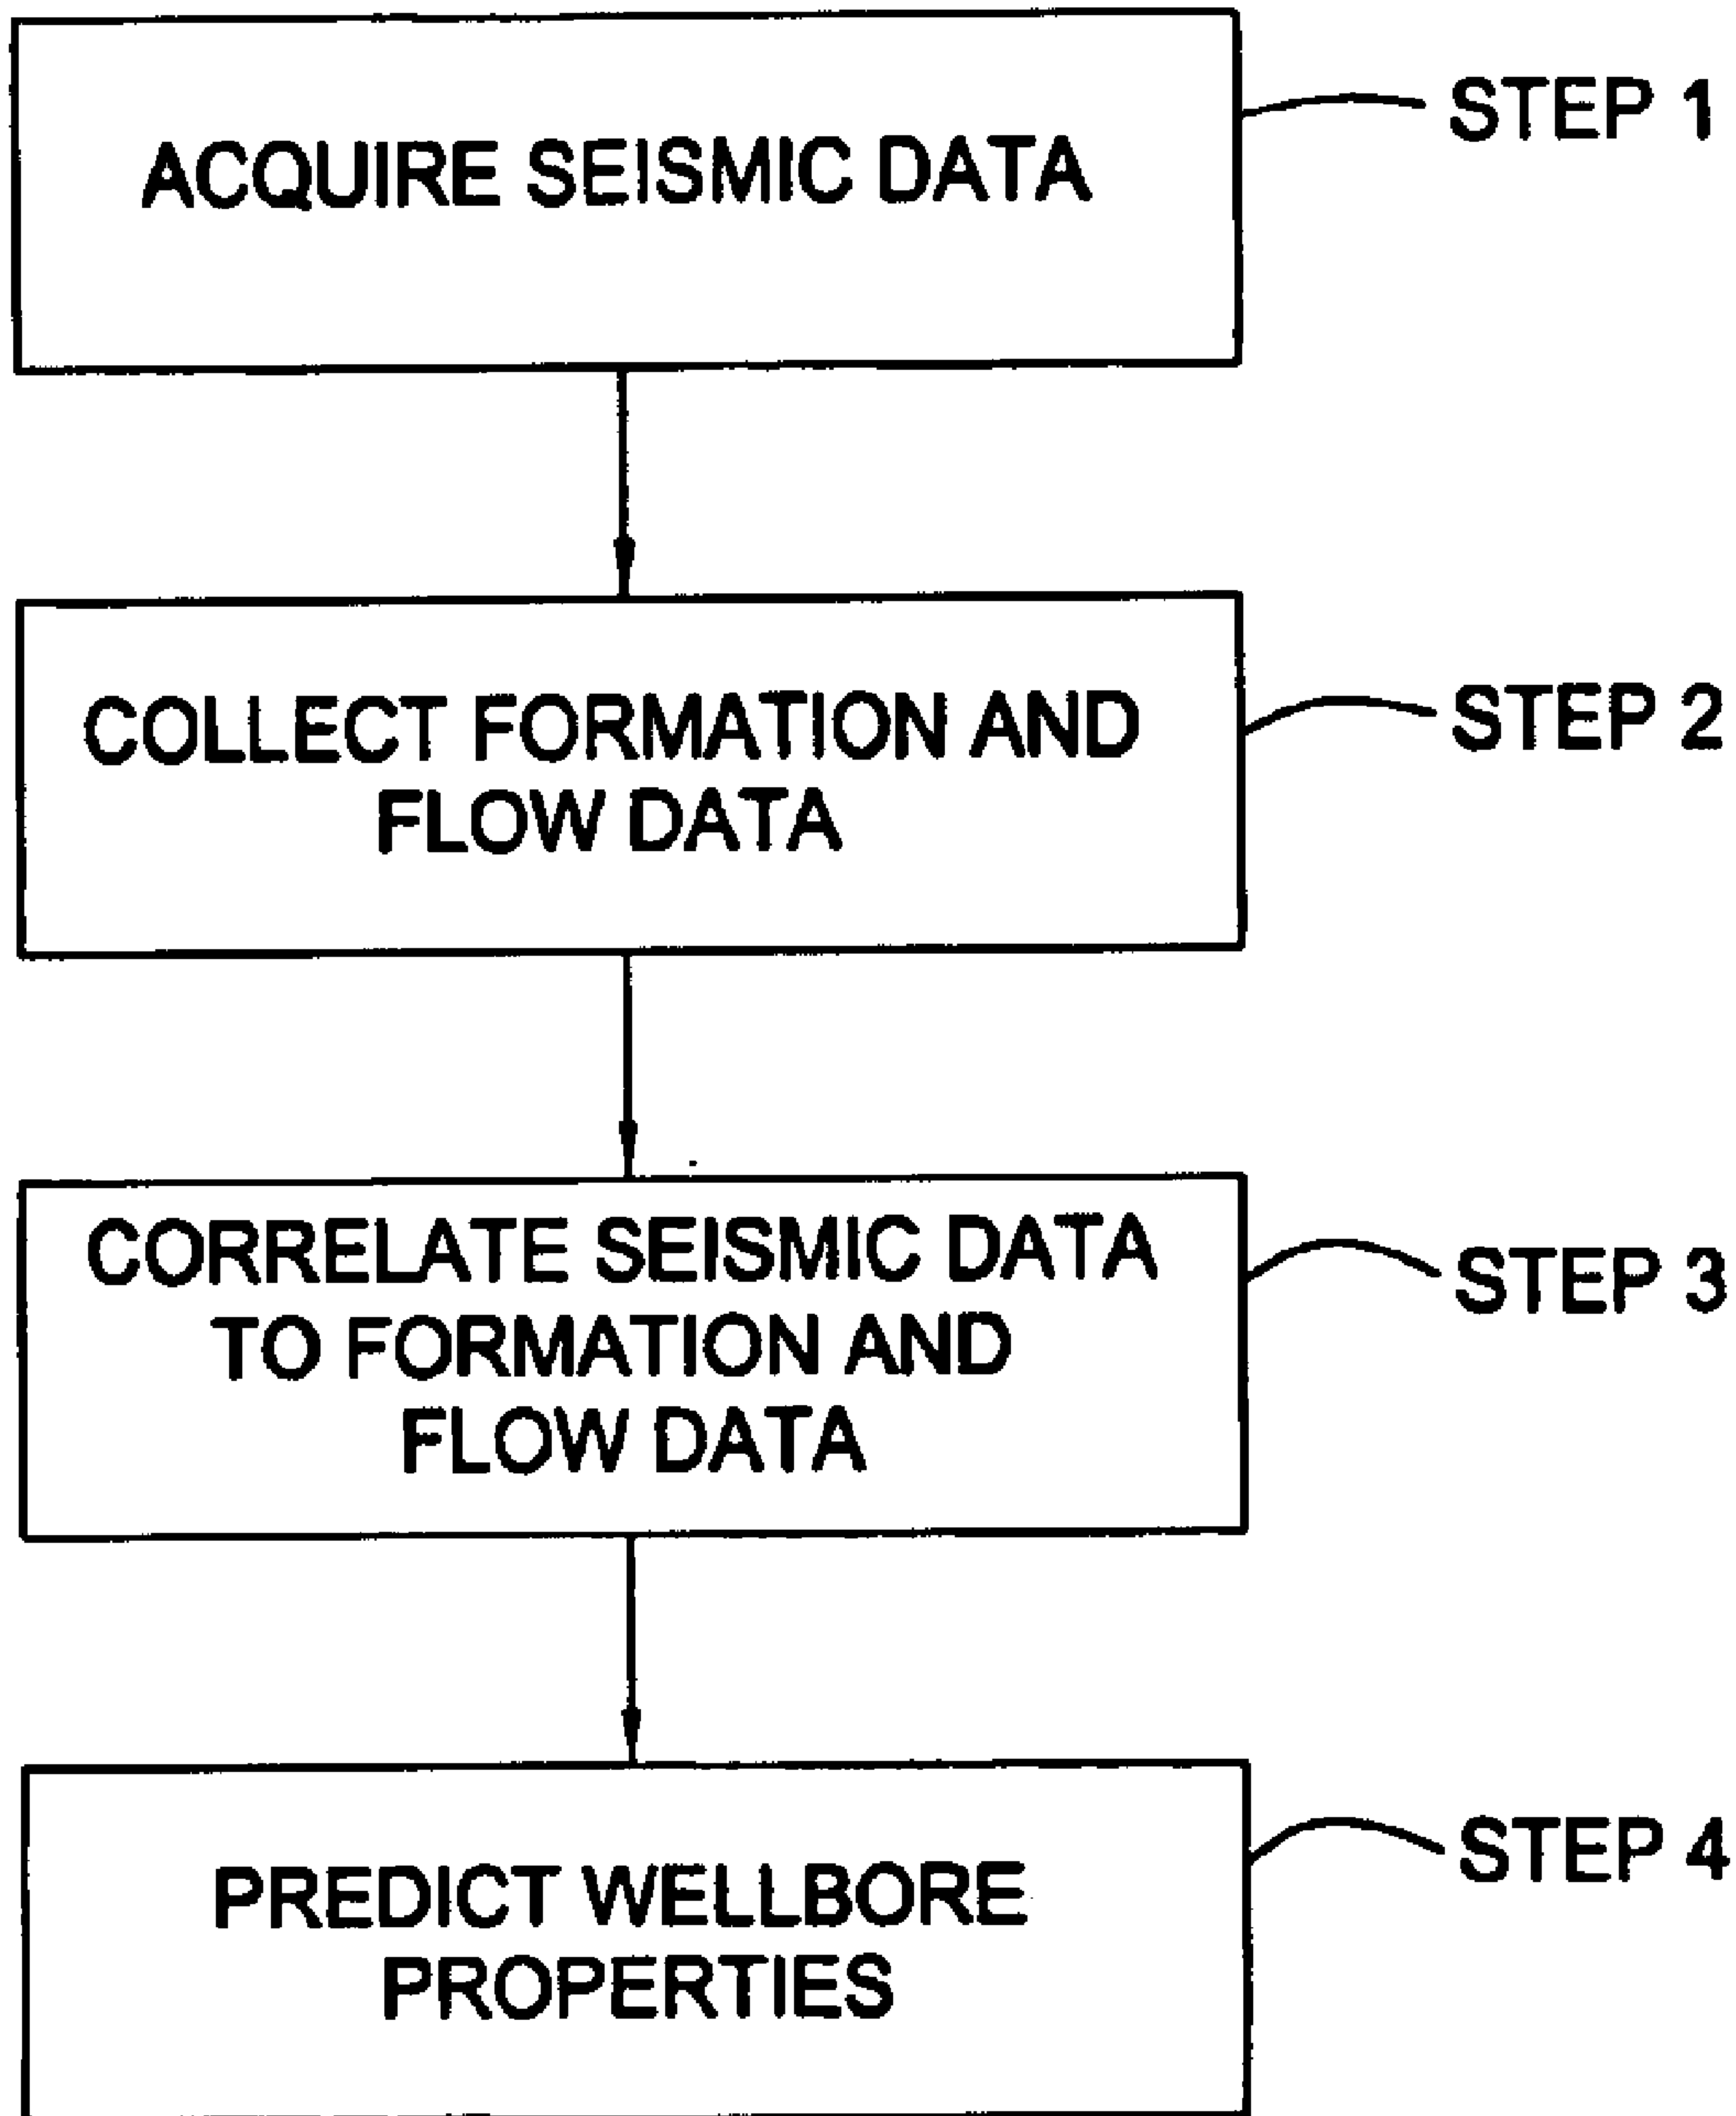 ACQUIRE SEISMIC DATA
STEP 1
COLLECT FORMATION AND
FLOW DATA
STEP 2
CORRELATE SEISMIC DATA
TO FORMATION AND
FLOW DATA
STEP 3
PREDICT WELLBORE
PROPERTIES
STEP 4